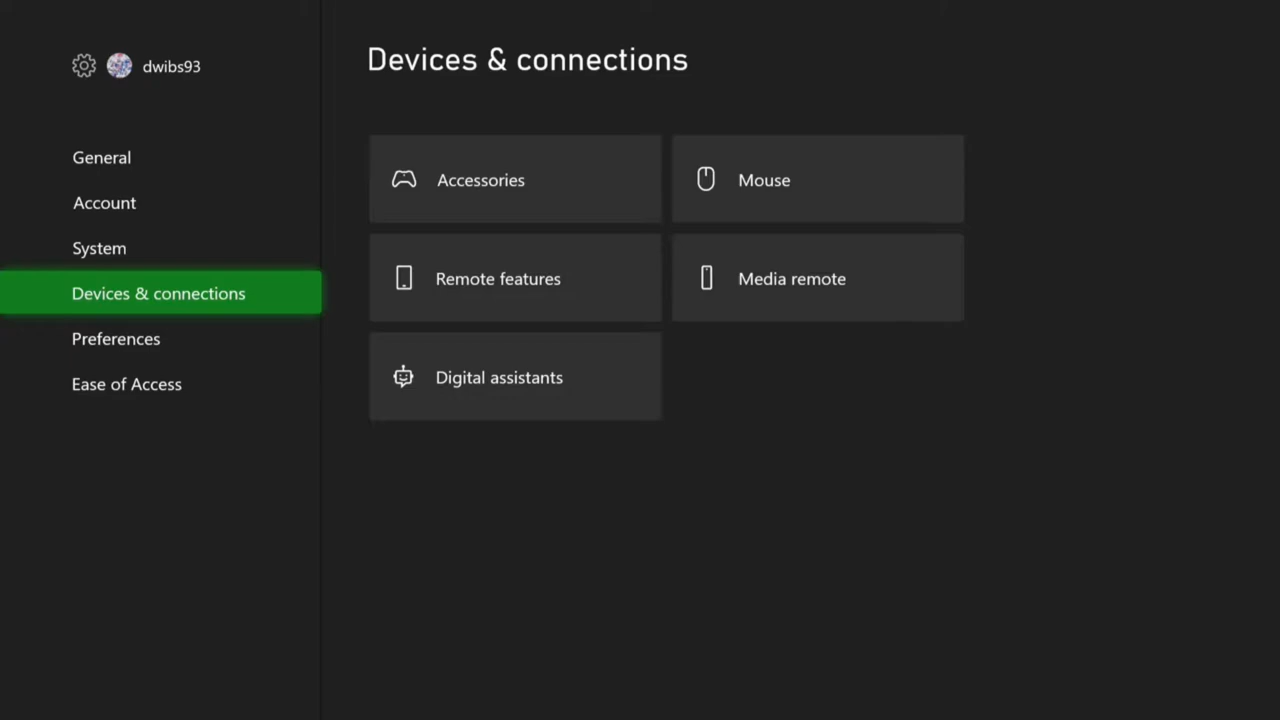 dwibs93
General
Account
System
Devices & connections
Preferences
Ease of Access
Devices & connections
Accessories
Mouse
Remote features
Media remote
Digital assistants